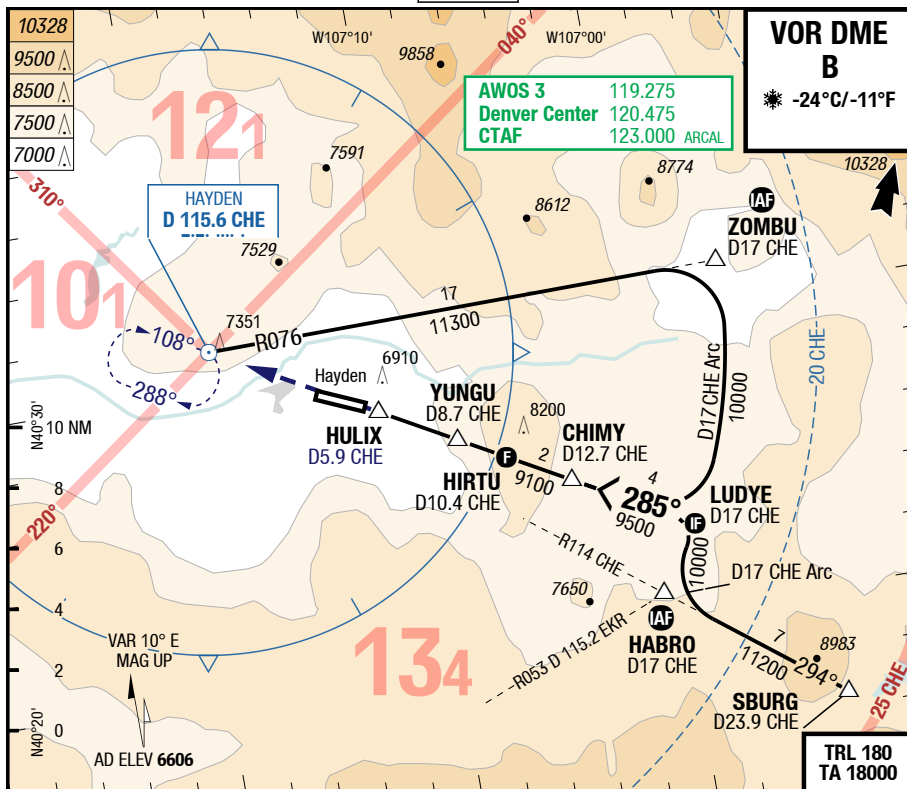 10328
9500
8500
7500
7000
W107°10'
9858
040°
W107°00'
VOR DME
B
-24°C/-11°F
AWOS 3 119.275
Denver Center 120.475
CTAF 123.000 ARCAL
12₁
7591
8774
10328
310°
HAYDEN
D 115.6 CHE
8612
IAF
ZOMBU
D17 CHE
7529
10₁
17
11300
7351
R076
108°
288°
6910
Hayden
YUNGU
D8.7 CHE
D17 CHE Arc
10000
20 CHE
8200
N40°30'
10 NM
HULIX
D5.9 CHE
CHIMY
D12.7 CHE
F
2
9100
HIRTU
D10.4 CHE
4
285°
9500
LUDYE
D17 CHE
IF
8
220°
6
R114 CHE
10000
D17 CHE Arc
7650
4
IAF
HABRO
D17 CHE
R053 D 115.2 EKR
VAR 10° E
MAG UP
13₄
7
11200
294°
8983
2
SBURG
D23.9 CHE
25 CHE
N40°20'
0
AD ELEV 6606
TRL 180
TA 18000